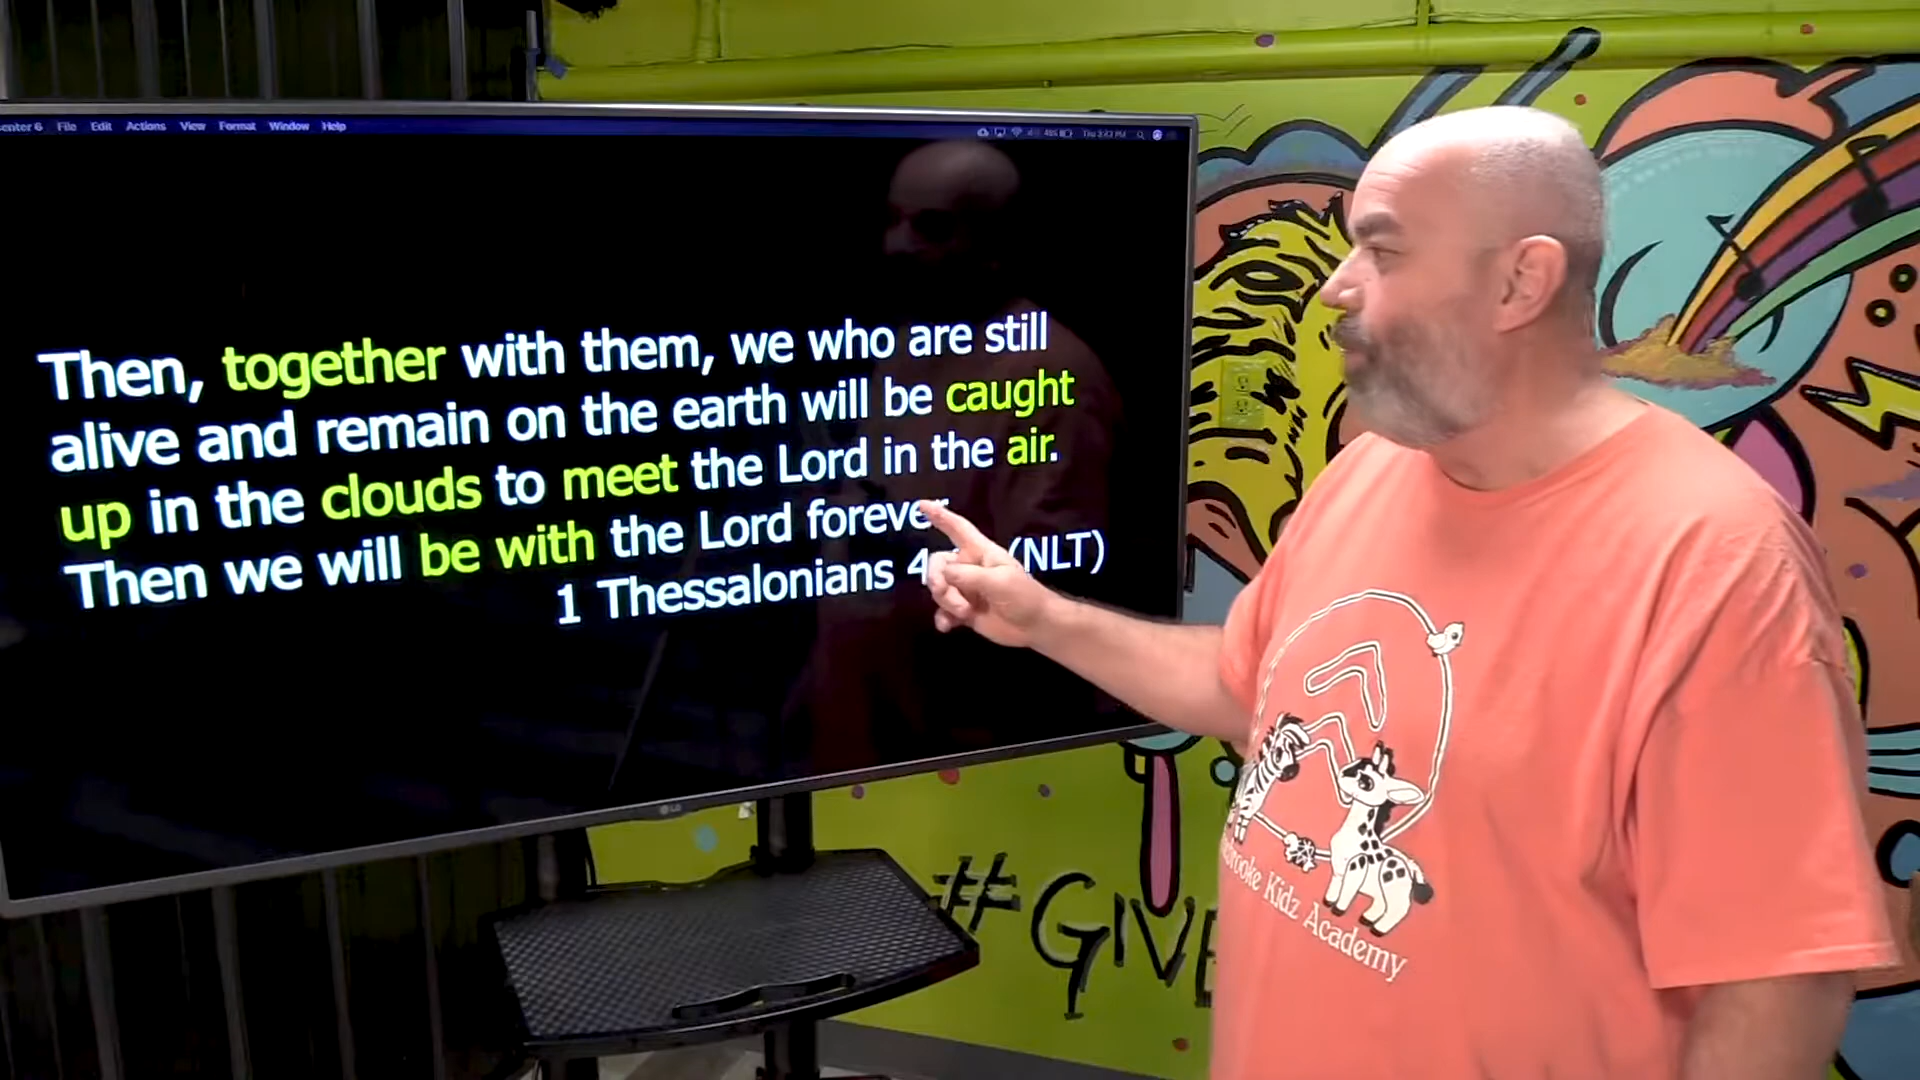 File Edit Actions View Format Window Help
Then, together with them, we who are still
alive and remain on the earth will be caught
up in the clouds to meet the Lord in the air.
Then we will be with the Lord forever
1 Thessalonians 4 (NLT)
LG
#GIVE
Kidz Academy